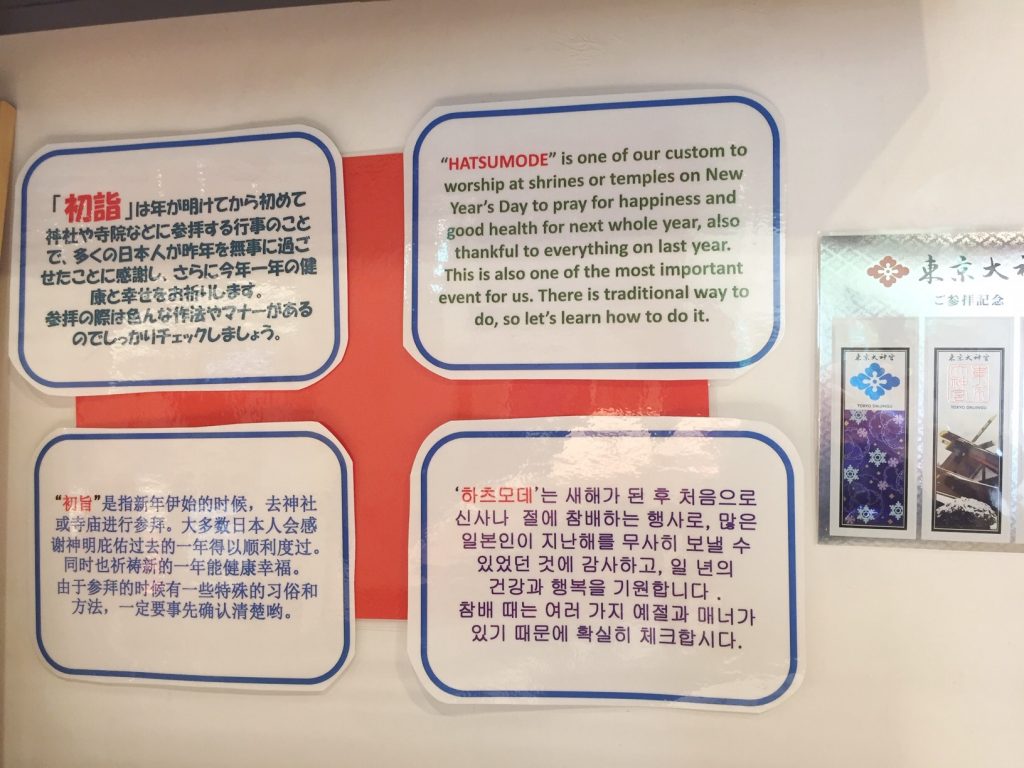 「初詣」は年が明けてから初めて
神社や寺院などに参拝する行事のこと
で、多くの日本人が昨年を無事に過ご
せたことに感謝し、さらに今年一年の健
康と幸せをお祈りします。
参拝の際は色んな作法やマナーがある
のでしっかりチェックしましょう。
“HATSUMODE” is one of our custom to
worship at shrines or temples on New
Year’s Day to pray for happiness and
good health for next whole year, also
thankful to everything on last year.
This is also one of the most important
event for us. There is traditional way to
do, so let’s learn how to do it.
“初旨”是指新年伊始的时候，去神社
或寺庙进行参拜。大多数日本人会感
谢神明庇佑过去的一年得以顺利度过。
同时也祈祷新的一年能健康幸福。
由于参拜的时候有一些特殊的习俗和
方法，一定要事先确认清楚哟。
‘하츠모데’는 새해가 된 후 처음으로
신사나 절에 참배하는 행사로, 많은
일본인이 지난해를 무사히 보낼 수
있었던 것에 감사하고, 일 년의
건강과 행복을 기원합니다 .
참배 때는 여러 가지 예절과 매너가
있기 때문에 확실히 체크합시다.
東京大神
ご参拝記念
東京大神宮
TOKYO DAIJINGU
東京大神宮
TOKYO DAIJINGU